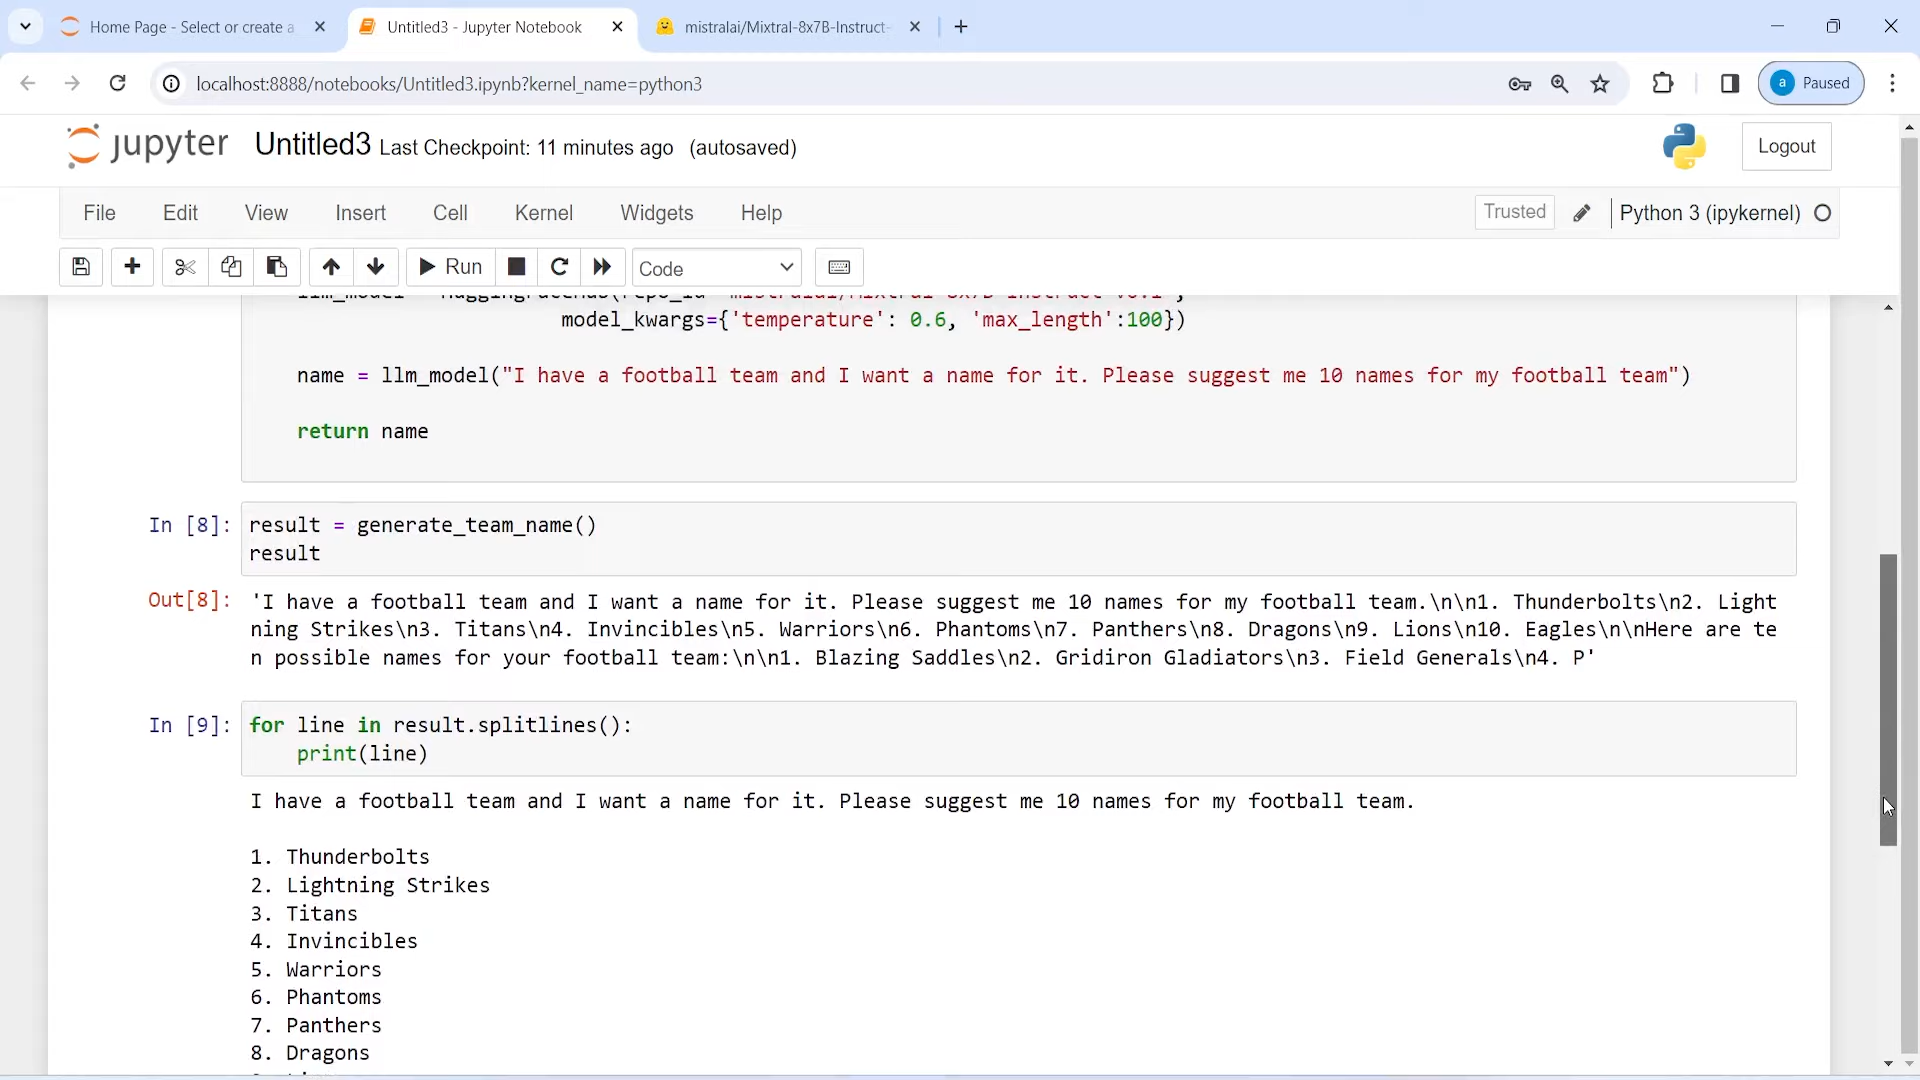 Home Page - Select or create a
Untitled3 - Jupyter Notebook
mistralai/Mixtral-8x7B-Instruct-
localhost:8888/notebooks/Untitled3.ipynb?kernel_name=python3
a Paused
jupyter Untitled3 Last Checkpoint: 11 minutes ago (autosaved)
Logout
File Edit View Insert Cell Kernel Widgets Help
Trusted Python 3 (ipykernel)
Run Code
model_kwargs={'temperature': 0.6, 'max_length':100})
name = llm_model("I have a football team and I want a name for it. Please suggest me 10 names for my football team")
return name
In [8]: result = generate_team_name()
result
Out[8]: 'I have a football team and I want a name for it. Please suggest me 10 names for my football team.\n\n1. Thunderbolts\n2. Light
ning Strikes\n3. Titans\n4. Invincibles\n5. Warriors\n6. Phantoms\n7. Panthers\n8. Dragons\n9. Lions\n10. Eagles\n\nHere are te
n possible names for your football team:\n\n1. Blazing Saddles\n2. Gridiron Gladiators\n3. Field Generals\n4. P'
In [9]: for line in result.splitlines():
print(line)
I have a football team and I want a name for it. Please suggest me 10 names for my football team.
1. Thunderbolts
2. Lightning Strikes
3. Titans
4. Invincibles
5. Warriors
6. Phantoms
7. Panthers
8. Dragons